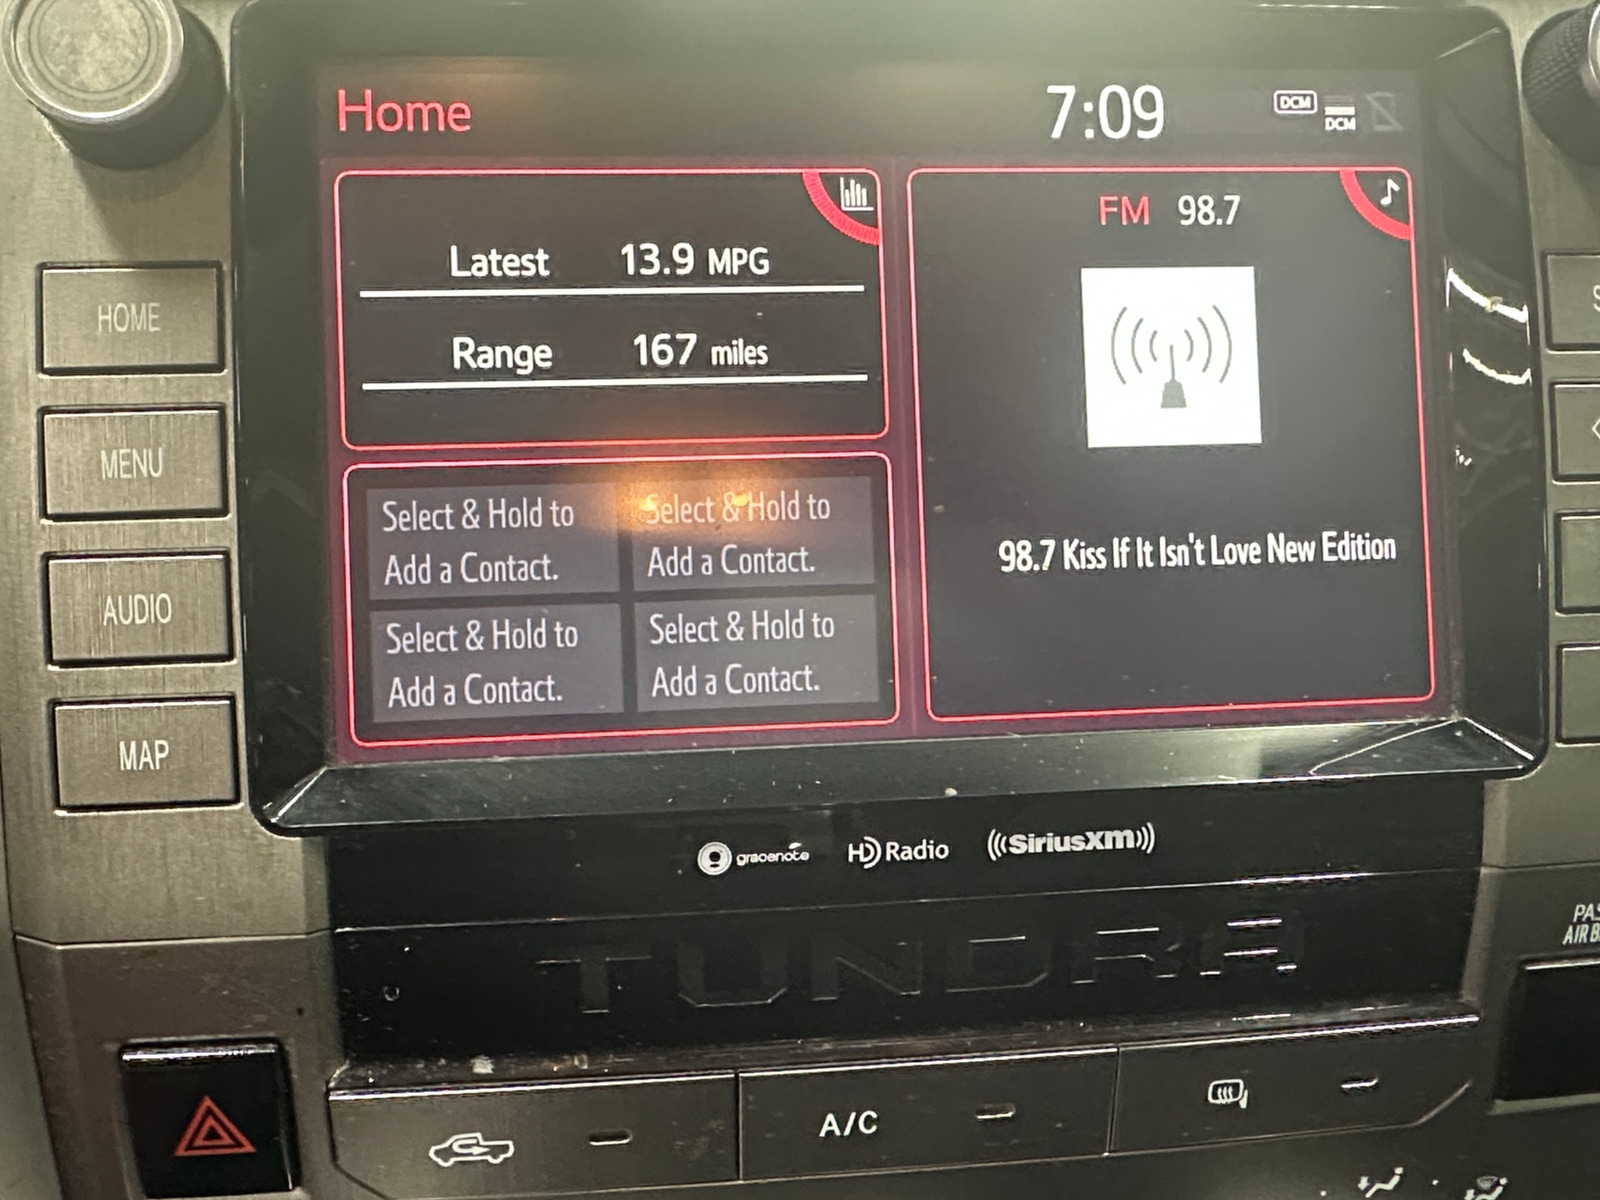 Home
7:09
DCM
DCM
Latest 13.9 MPG
Range 167 miles
FM 98.7
98.7 Kiss If It Isn't Love New Edition
Select & Hold to
Add a Contact.
Select & Hold to
Add a Contact.
Select & Hold to
Add a Contact.
Select & Hold to
Add a Contact.
HOME
MENU
AUDIO
MAP
gracenote
HD Radio
SiriusXM
TUNDRA
A/C